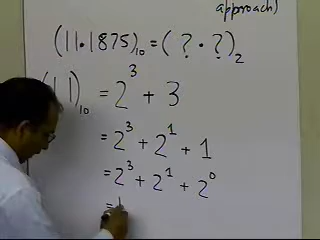 approach)
(11.1875)₁₀ = ( ? . ? )₂
(11)₁₀ = 2³ + 3
= 2³ + 2¹ + 1
= 2³ + 2¹ + 2⁰
=